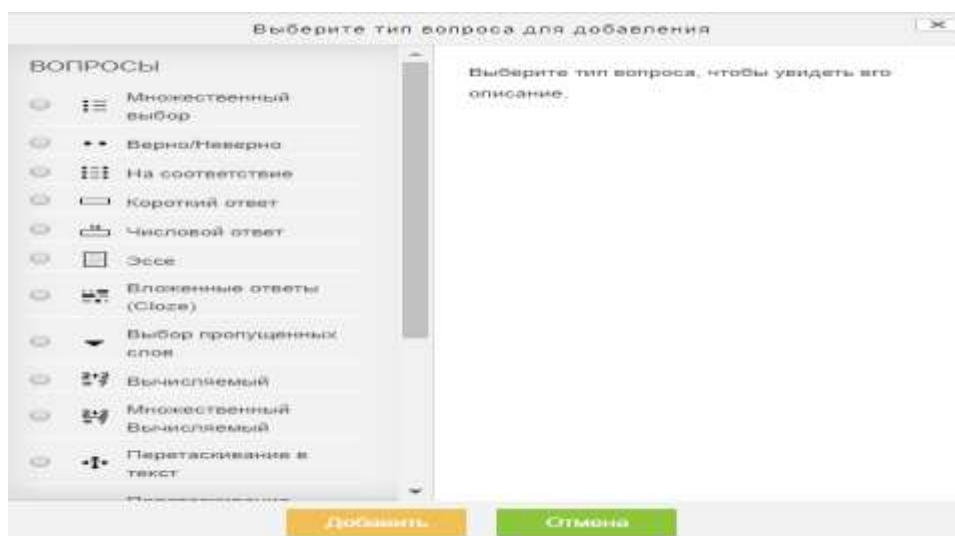 Выберите тип вопроса для добавления
ВОПРОСЫ
Множественный
выбор
Верно/Неверно
На соответствие
Короткий ответ
Числовой ответ
Эссе
Вложенные ответы
(Cloze)
Выбор пропущенных
слов
Вычисляемый
Множественный
Вычисляемый
Перетаскивание в
текст
Выберите тип вопроса, чтобы увидеть его
описание.
Добавить
Отмена